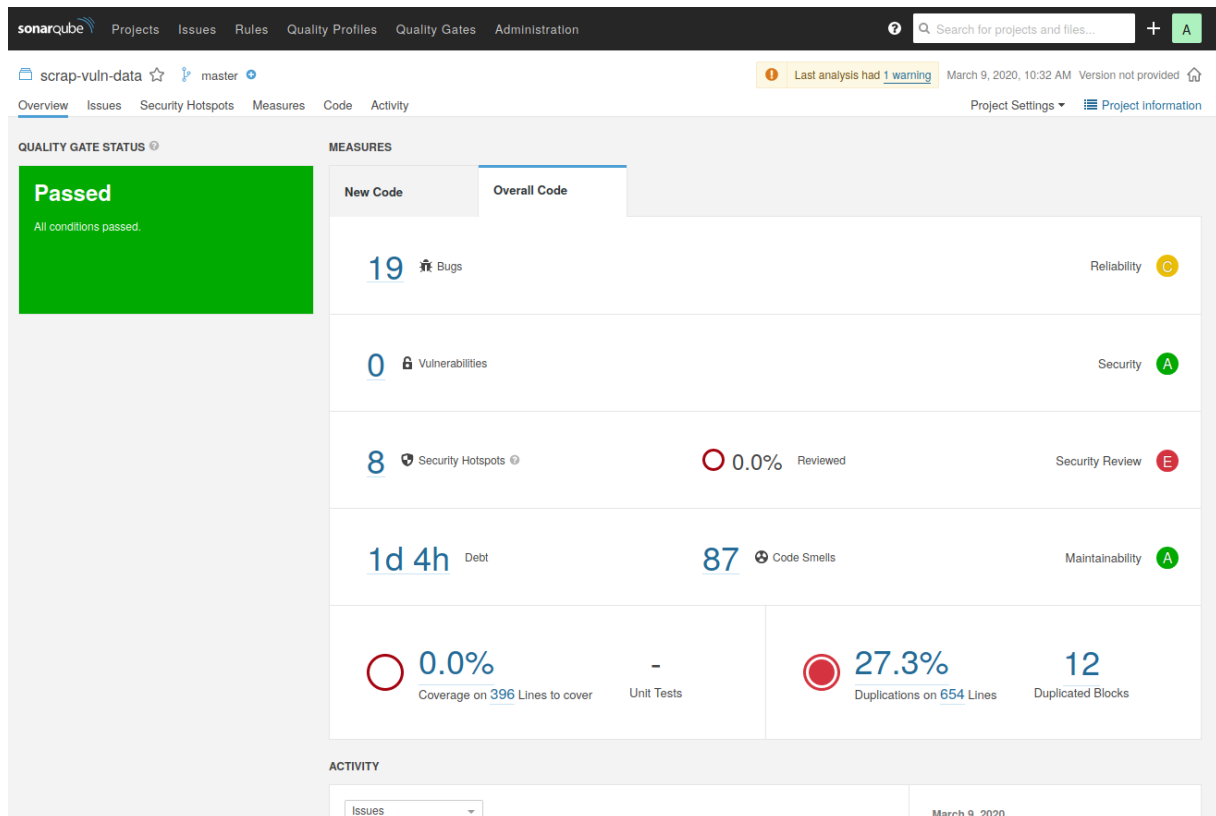 sonarqube Projects Issues Rules Quality Profiles Quality Gates Administration ? Search for projects and files... + A
scrap-vuln-data master Last analysis had 1 warning March 9, 2020, 10:32 AM Version not provided
Overview Issues Security Hotspots Measures Code Activity Project Settings Project information
QUALITY GATE STATUS ? MEASURES
Passed
All conditions passed.
New Code Overall Code
19 Bugs Reliability C
0 Vulnerabilities Security A
8 Security Hotspots ? 0.0% Reviewed Security Review E
1d 4h Debt 87 Code Smells Maintainability A
0.0% - 27.3% 12
Coverage on 396 Lines to cover Unit Tests Duplications on 654 Lines Duplicated Blocks
ACTIVITY
Issues March 9, 2020